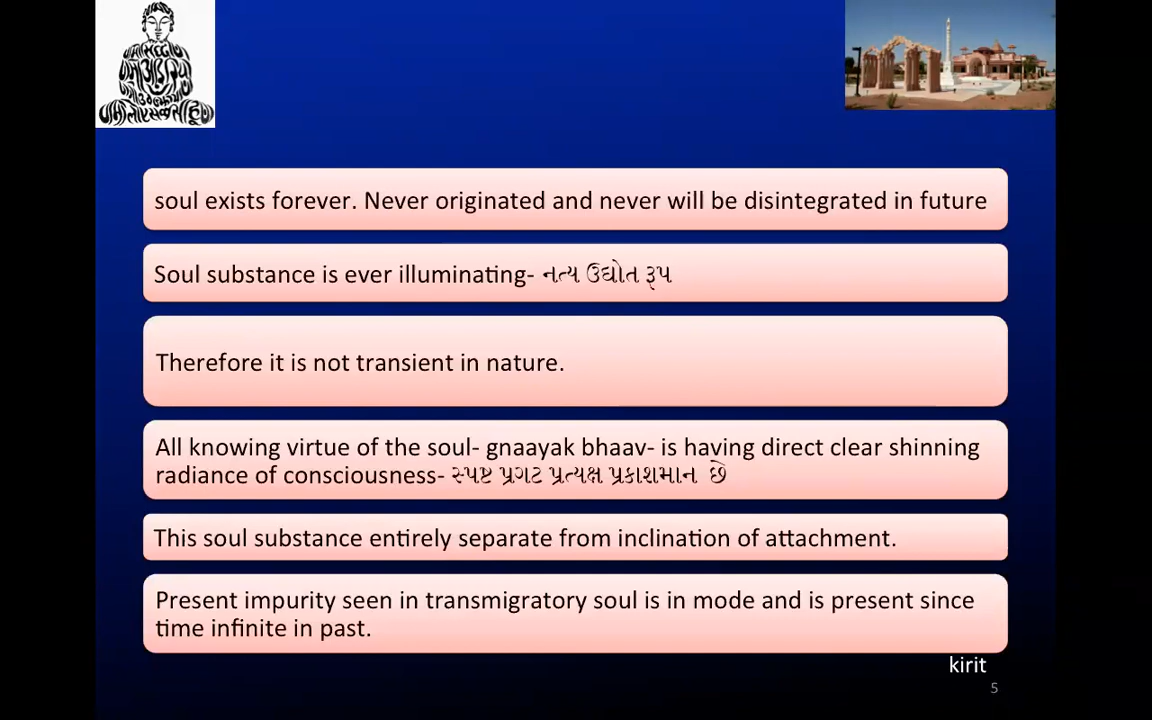 soul exists forever. Never originated and never will be disintegrated in future
Soul substance is ever illuminating- નત્ય ઉદ્યોત રૂપ
Therefore it is not transient in nature.
All knowing virtue of the soul- gnaayak bhaav- is having direct clear shinning
radiance of consciousness- સ્પષ્ટ પ્રગટ પ્રત્યક્ષ પ્રકાશમાન છે
This soul substance entirely separate from inclination of attachment.
Present impurity seen in transmigratory soul is in mode and is present since
time infinite in past.
kirit
5